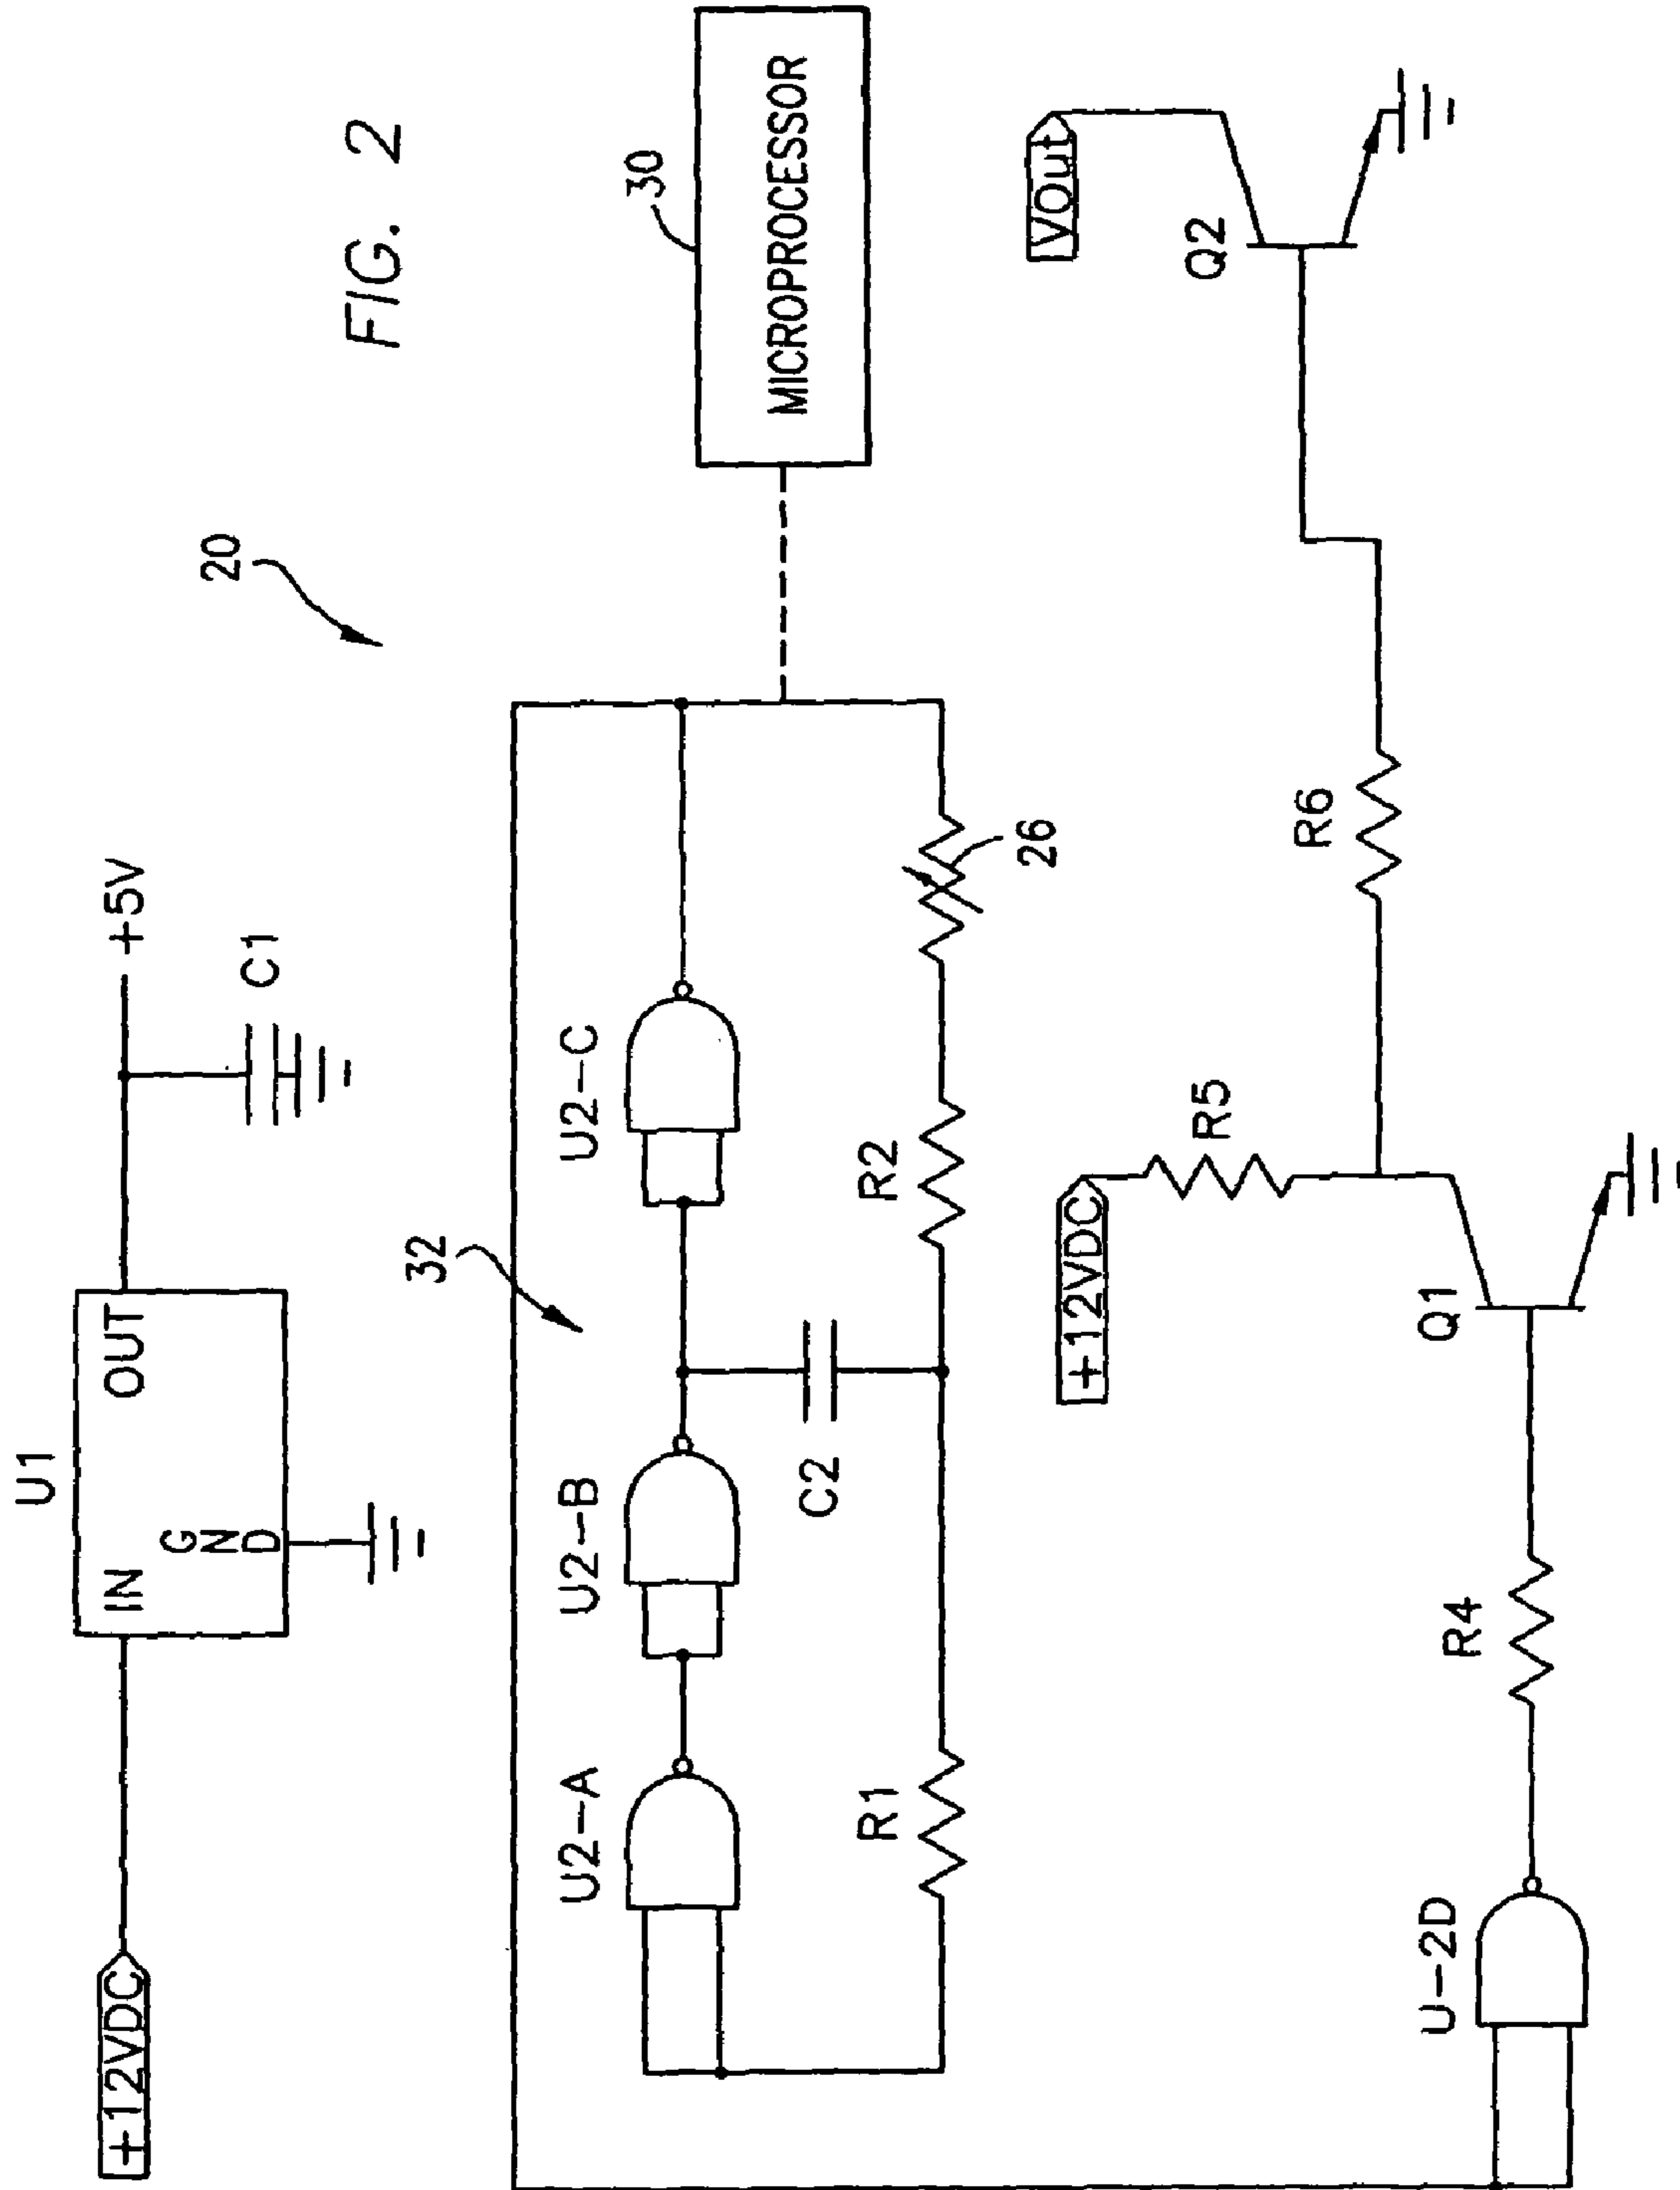 FIG. 2
20
U1
+12VDC
IN
GND
OUT
+5V
C1
32
U2-A
U2-B
U2-C
C2
R1
R2
26
30
MICROPROCESSOR
+12VDC
R5
U-2D
R4
Q1
R6
Q2
VOut